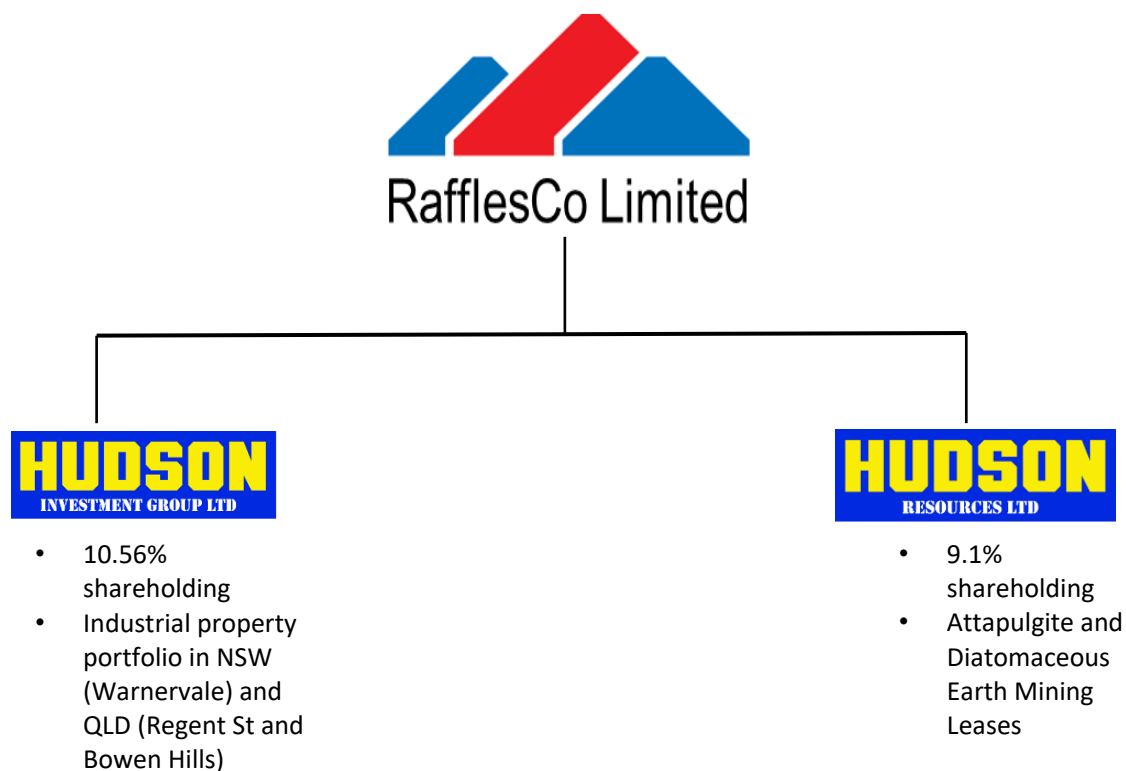 RafflesCo Limited
HUDSON
INVESTMENT GROUP LTD
• 10.56%
shareholding
• Industrial property
portfolio in NSW
(Warnervale) and
QLD (Regent St and
Bowen Hills)
HUDSON
RESOURCES LTD
• 9.1%
shareholding
• Attapulgite and
Diatomaceous
Earth Mining
Leases